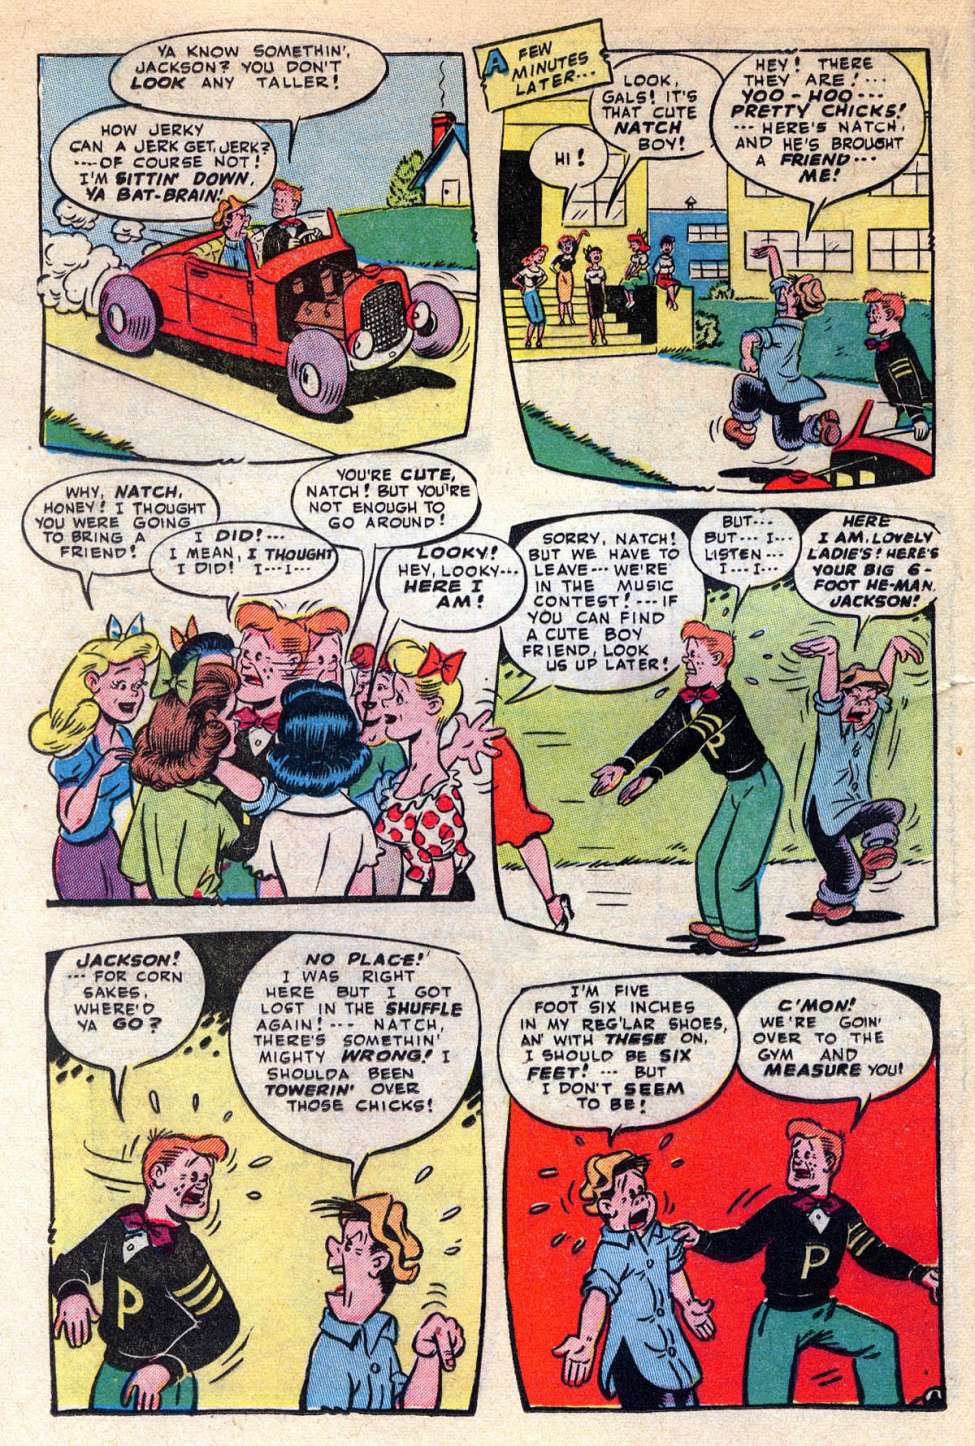 YA KNOW SOMETHIN',
JACKSON? YOU DON'T
LOOK ANY TALLER!
HOW JERKY
CAN A JERK GET, JERK?
----OF COURSE NOT!
I'M SITTIN' DOWN,
YA BAT-BRAIN!
A FEW
MINUTES
LATER...
HI!
LOOK,
GALS! IT'S
THAT CUTE
NATCH
BOY!
HEY! THERE
THEY ARE!---
YOO-HOO---
PRETTY CHICKS!
--- HERE'S NATCH,
AND HE'S BROUGHT
A FRIEND---
ME!
WHY, NATCH,
HONEY! I THOUGHT
YOU WERE GOING
TO BRING A
FRIEND!
I DID!---
I MEAN, I THOUGHT
I DID! I---I---
YOU'RE CUTE,
NATCH! BUT YOU'RE
NOT ENOUGH TO
GO AROUND!
LOOKY!
HEY, LOOKY---
HERE I
AM!
SORRY, NATCH!
BUT WE HAVE TO
LEAVE---WE'RE
IN THE MUSIC
CONTEST!---IF
YOU CAN FIND
A CUTE BOY
FRIEND, LOOK
US UP LATER!
BUT---
BUT--- I---
LISTEN---
I---I---
HERE
I AM, LOVELY
LADIES! HERE'S
YOUR BIG 6-
FOOT HE-MAN,
JACKSON!
JACKSON!
--- FOR CORN
SAKES,
WHERE'D
YA GO?
NO PLACE!
I WAS RIGHT
HERE BUT I GOT
LOST IN THE SHUFFLE
AGAIN!--- NATCH,
THERE'S SOMETHIN'
MIGHTY WRONG! I
SHOULDA BEEN
TOWERIN' OVER
THOSE CHICKS!
I'M FIVE
FOOT SIX INCHES
IN MY REG'LAR SHOES,
AN' WITH THESE ON,
I SHOULD BE SIX
FEET!--- BUT
I DON'T SEEM
TO BE!
C'MON!
WE'RE GOIN'
OVER TO THE
GYM AND
MEASURE YOU!
P
P
P